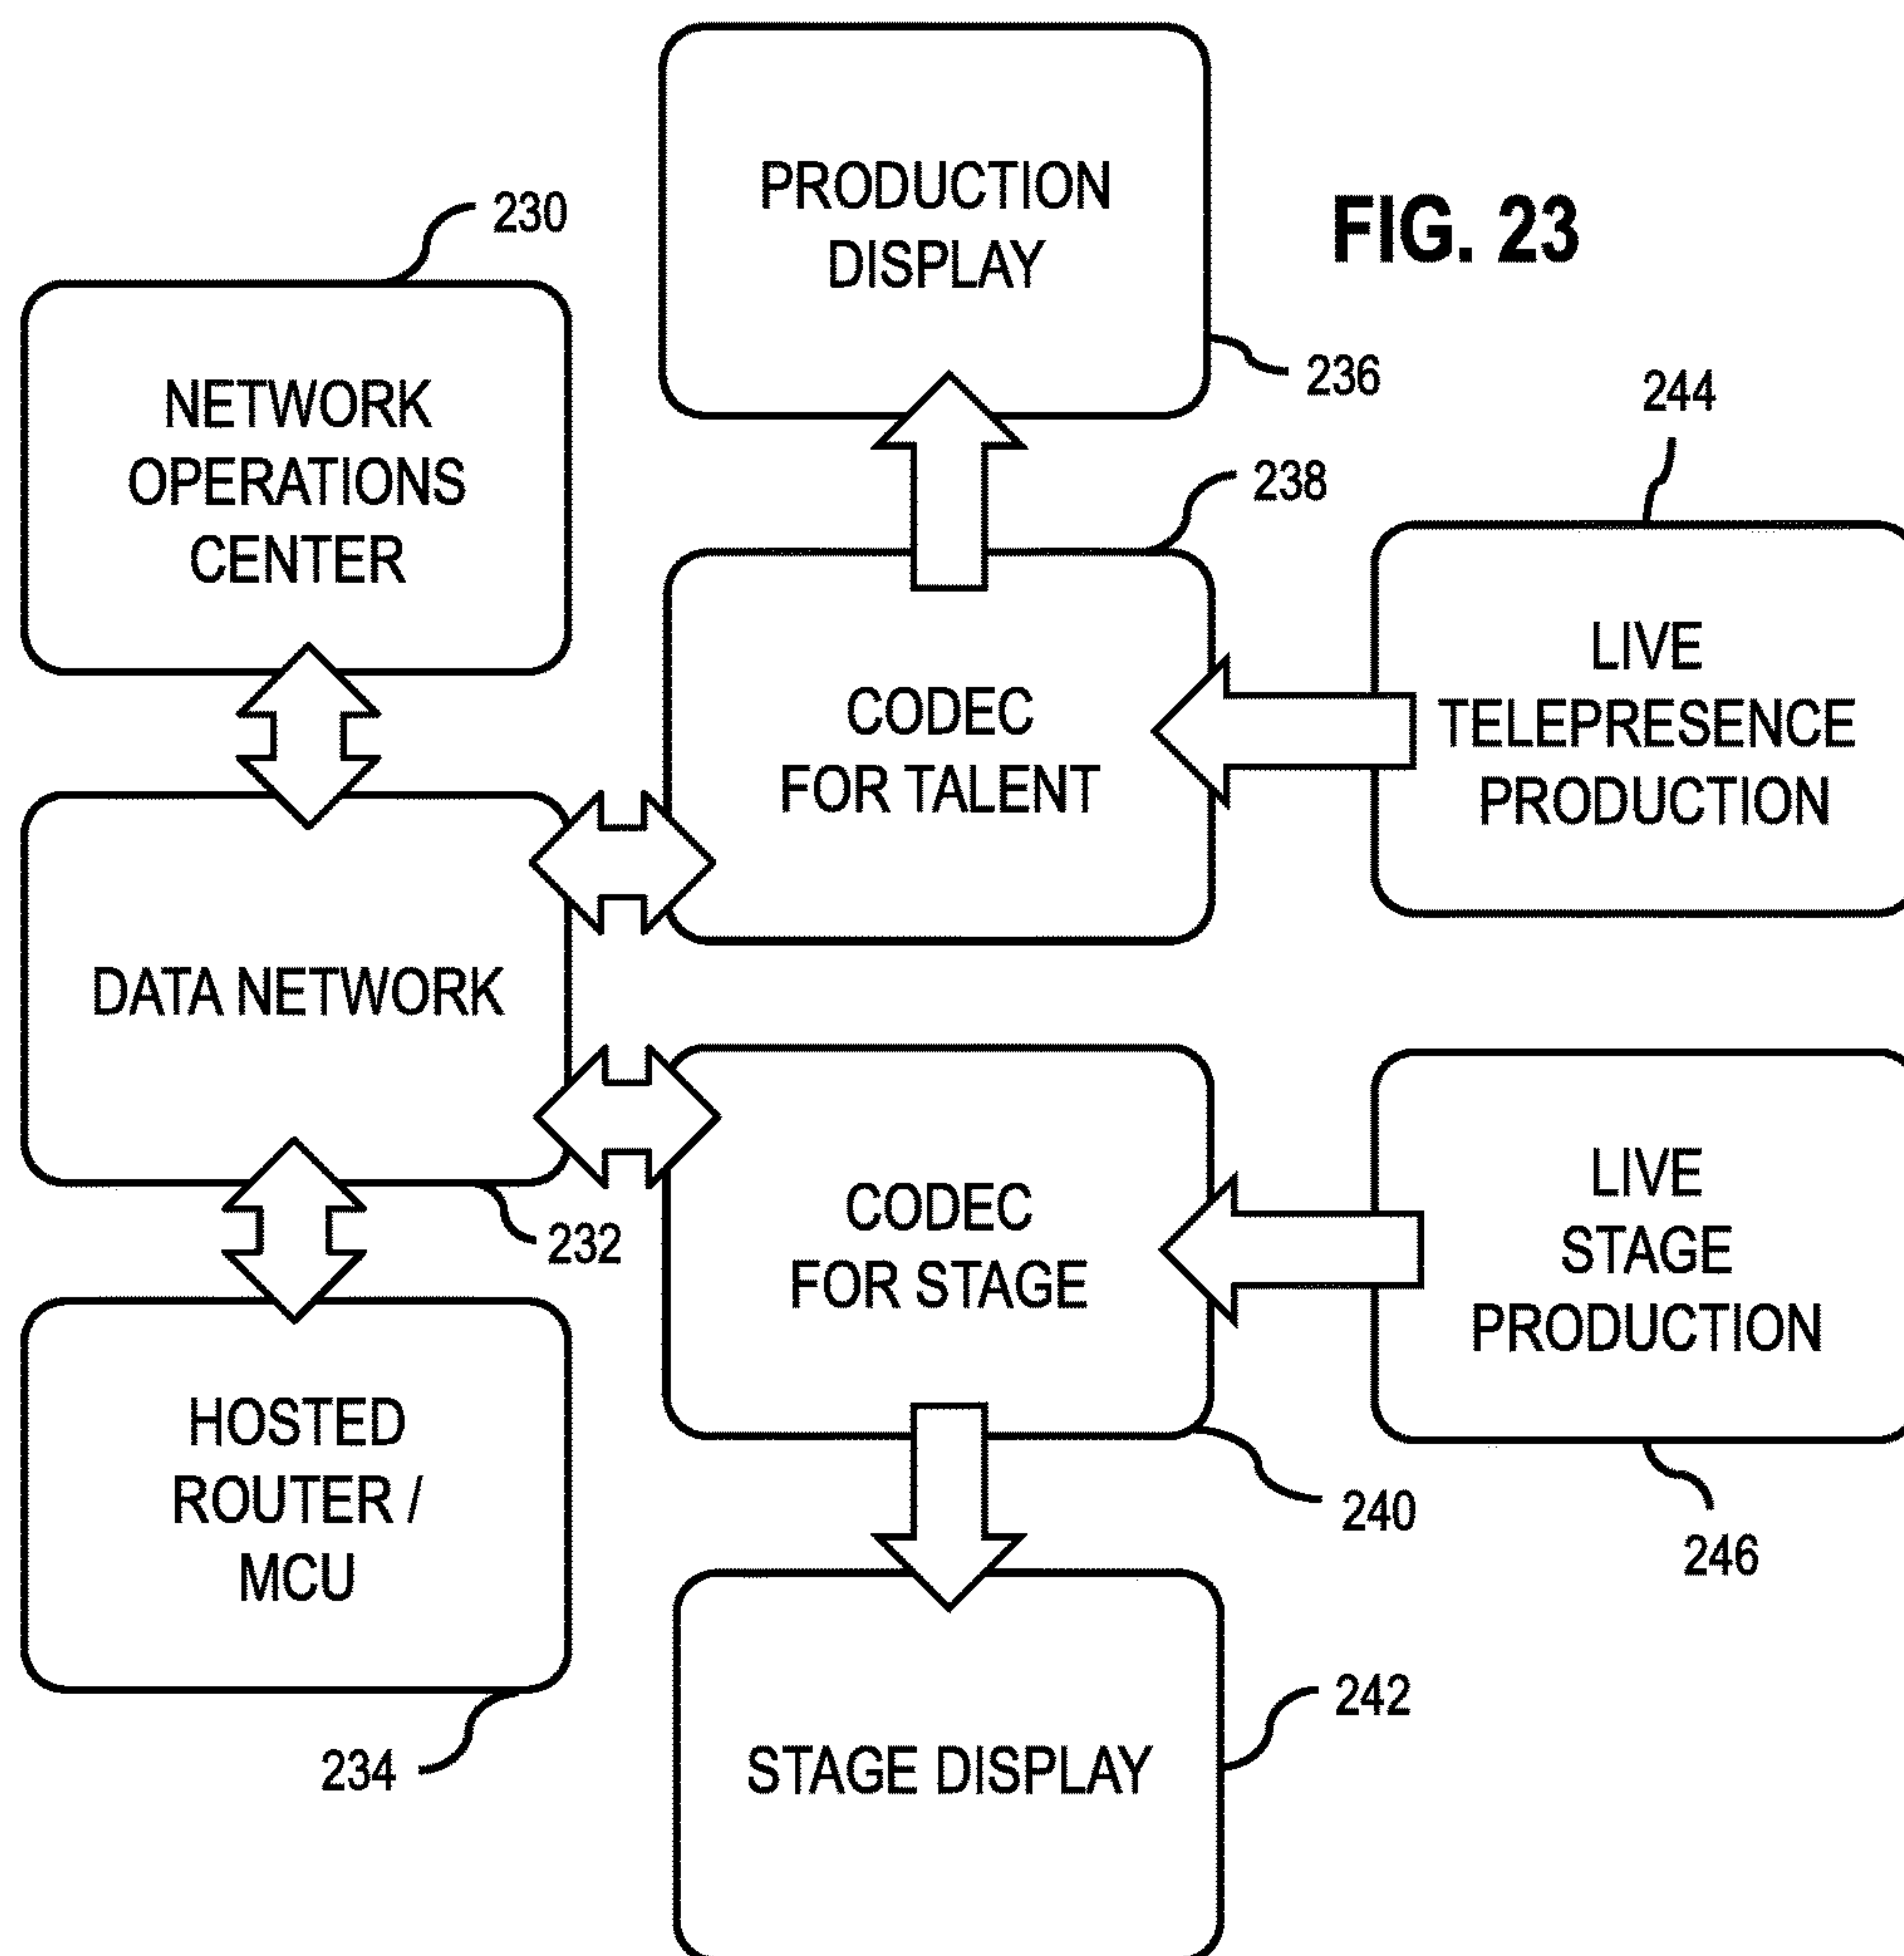 FIG. 23
PRODUCTION
DISPLAY
236
230
NETWORK
OPERATIONS
CENTER
238
CODEC
FOR TALENT
244
LIVE
TELEPRESENCE
PRODUCTION
DATA NETWORK
232
CODEC
FOR STAGE
240
LIVE
STAGE
PRODUCTION
246
HOSTED
ROUTER /
MCU
234
STAGE DISPLAY
242